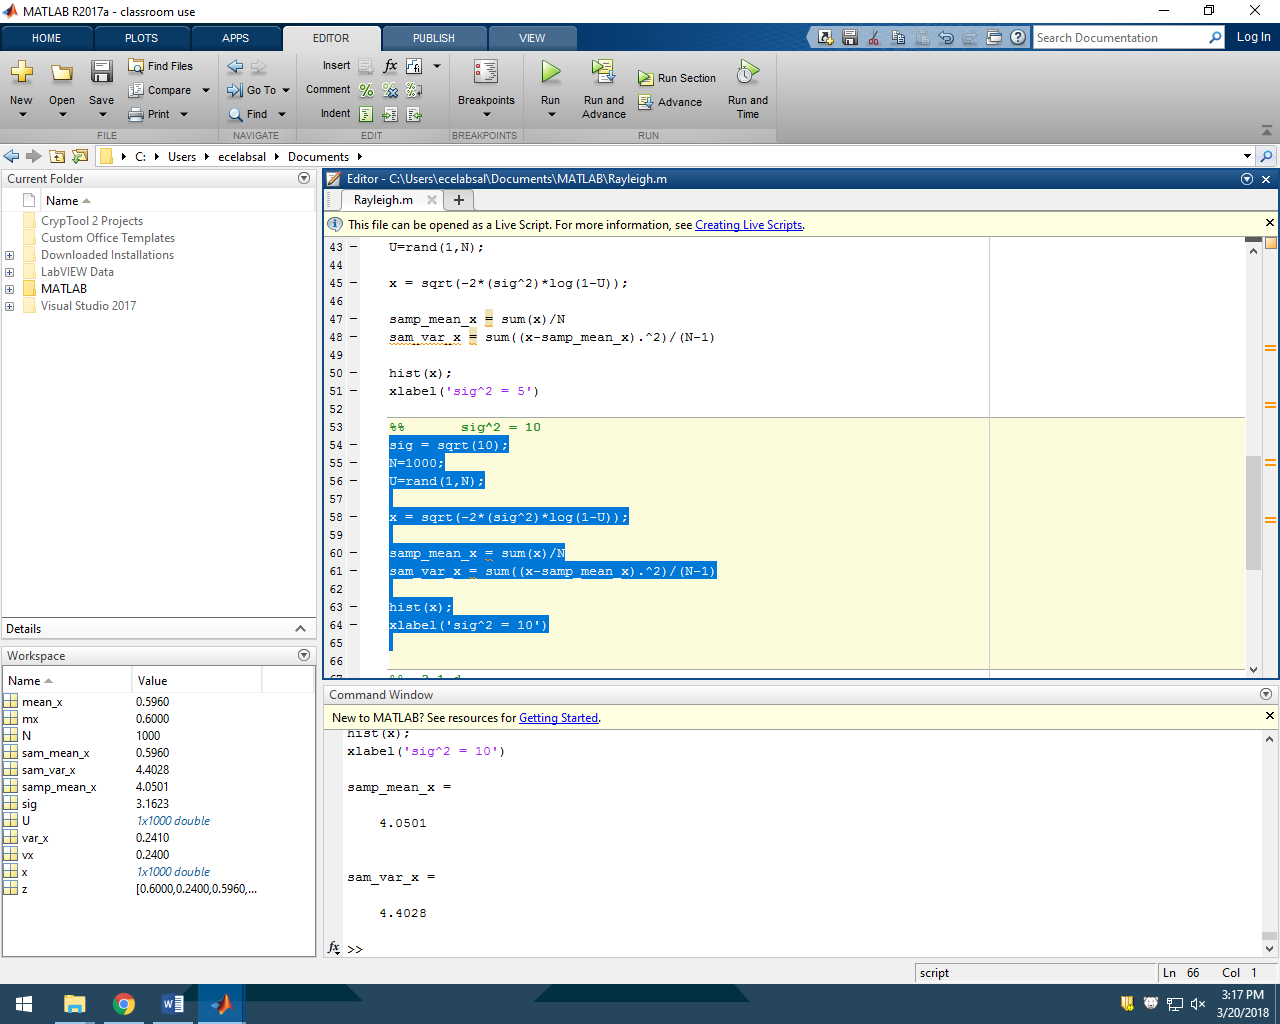 MATLAB R2017a - classroom use
HOME PLOTS APPS EDITOR PUBLISH VIEW
Search Documentation
Log In
New Open Save
Find Files
Compare
Print
FILE
Go To
Find
NAVIGATE
Insert fx
Comment
Indent
EDIT
Breakpoints
BREAKPOINTS
Run
Run and Advance
Run Section
Advance
Run and Time
RUN
C: Users ecelabsal Documents
Current Folder
Name
CrypTool 2 Projects
Custom Office Templates
Downloaded Installations
LabVIEW Data
MATLAB
Visual Studio 2017
Details
Workspace
Name Value
mean_x 0.5960
mx 0.6000
N 1000
sam_mean_x 0.5960
sam_var_x 4.4028
samp_mean_x 4.0501
sig 3.1623
U 1x1000 double
var_x 0.2410
vx 0.2400
x 1x1000 double
z [0.6000,0.2400,0.5960,...
Editor - C:\Users\ecelabsal\Documents\MATLAB\Rayleigh.m
Rayleigh.m
This file can be opened as a Live Script. For more information, see Creating Live Scripts.
43 – U=rand(1,N);
44
45 – x = sqrt(-2*(sig^2)*log(1-U));
46
47 – samp_mean_x = sum(x)/N
48 – sam_var_x = sum((x-samp_mean_x).^2)/(N-1)
49
50 – hist(x);
51 – xlabel('sig^2 = 5')
52
53 %% sig^2 = 10
54 – sig = sqrt(10);
55 – N=1000;
56 – U=rand(1,N);
57
58 – x = sqrt(-2*(sig^2)*log(1-U));
59
60 – samp_mean_x = sum(x)/N
61 – sam_var_x = sum((x-samp_mean_x).^2)/(N-1)
62
63 – hist(x);
64 – xlabel('sig^2 = 10')
65
66
Command Window
New to MATLAB? See resources for Getting Started.
hist(x);
xlabel('sig^2 = 10')
samp_mean_x =
4.0501
sam_var_x =
4.4028
fx >>
script
Ln 66 Col 1
3:17 PM
3/20/2018